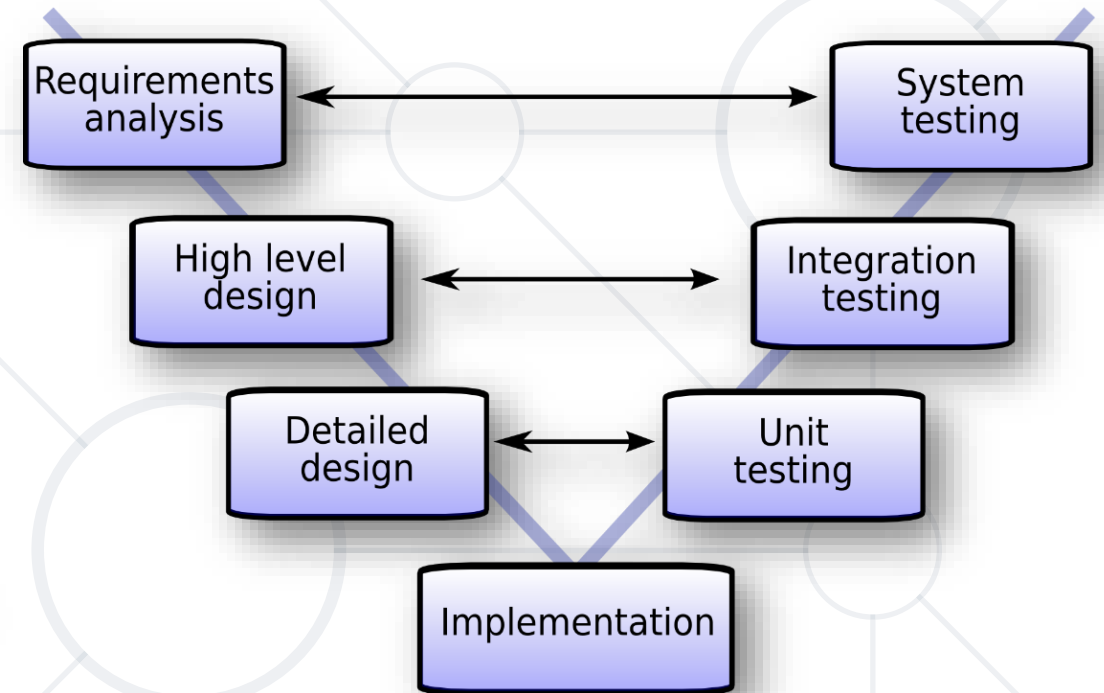 Requirements
analysis
System
testing
High level
design
Integration
testing
Detailed
design
Unit
testing
Implementation